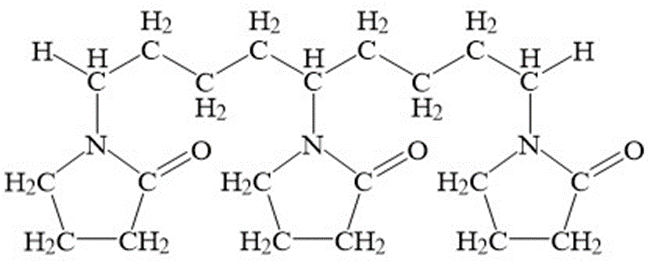 H2 H2 H2 H2
H H C C H C C H H
C C C C C
H2 H2
N O N O N O
H2C C H2C C H2C C
H2C CH2 H2C CH2 H2C CH2